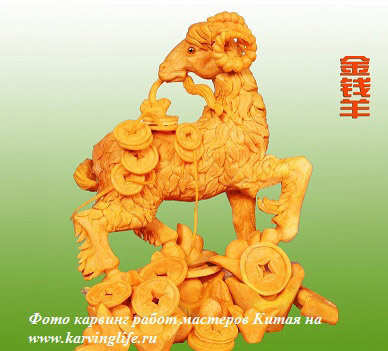 金钱羊
Фото карвинг работ мастеров Китая на
www.karvinglife.ru